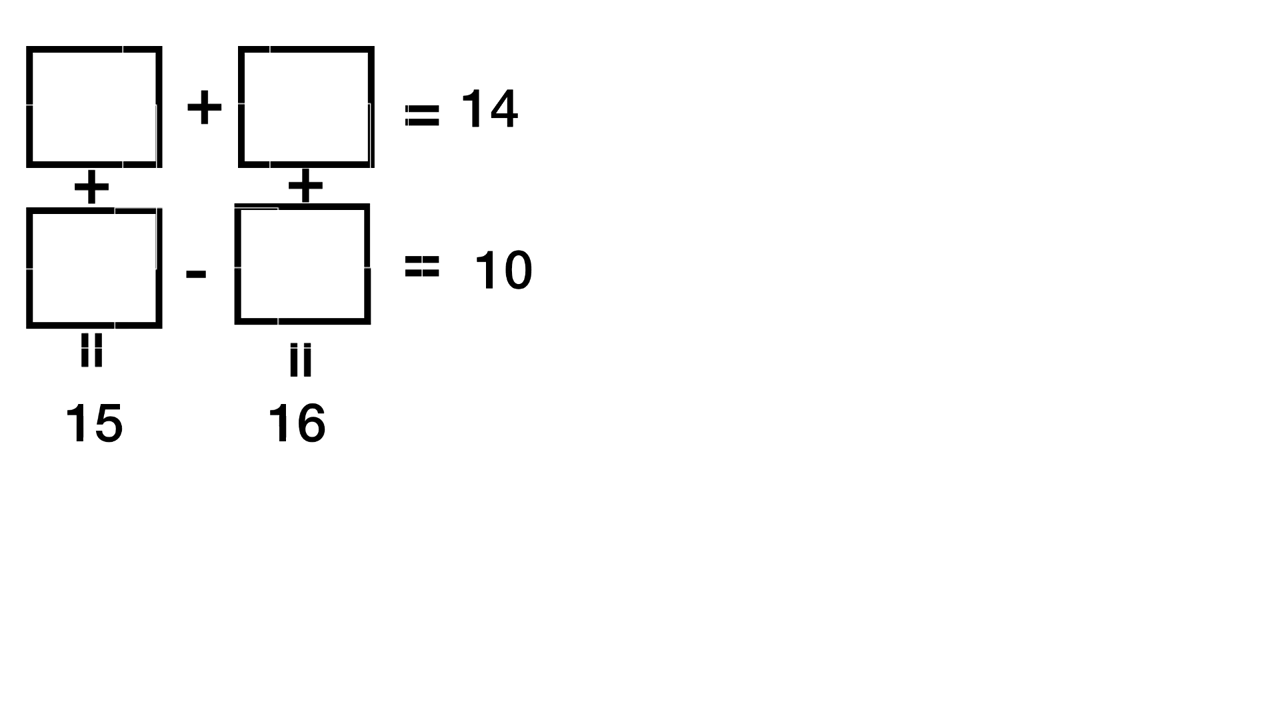 + = 14
+ +
- = 10
= =
15 16